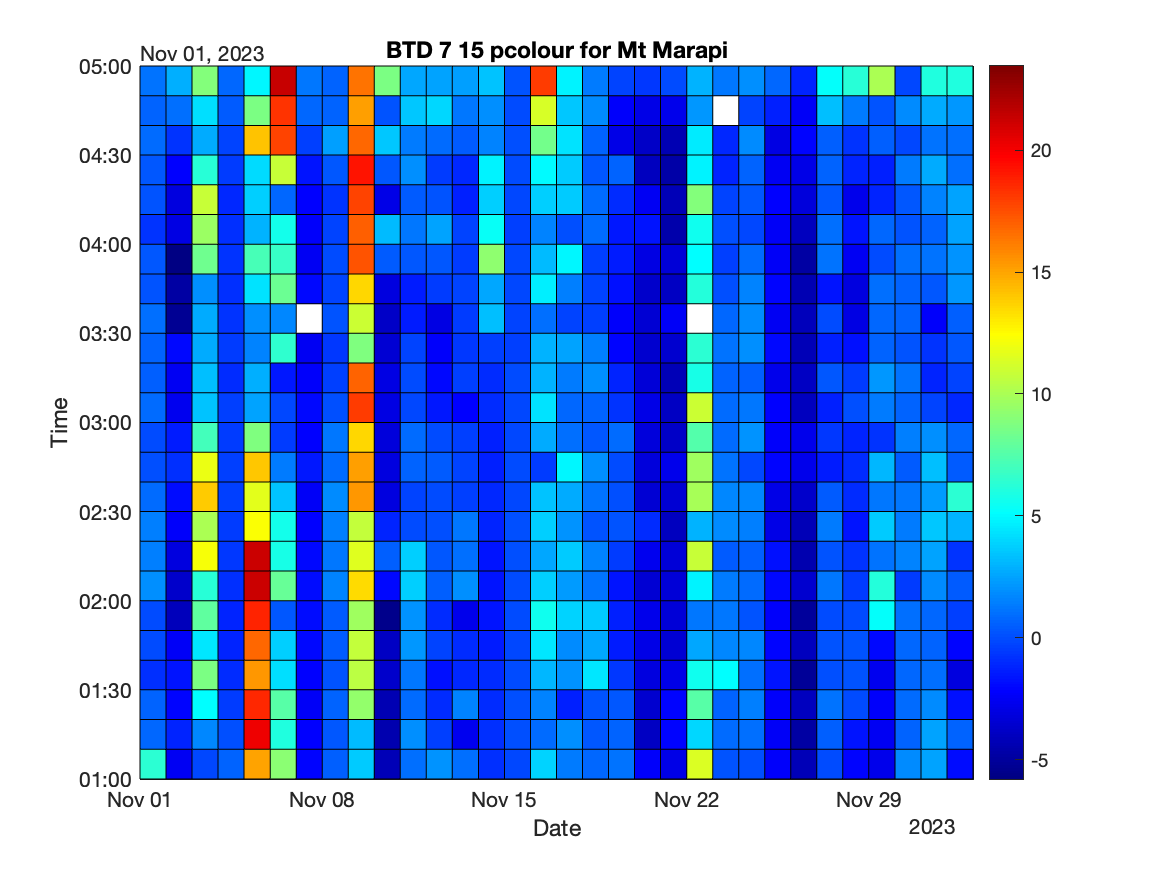 Nov 01, 2023
BTD 7 15 pcolour for Mt Marapi
05:00
04:30
04:00
03:30
03:00
02:30
02:00
01:30
01:00
Time
Nov 01
Nov 08
Nov 15
Nov 22
Nov 29
Date
2023
20
15
10
5
0
-5